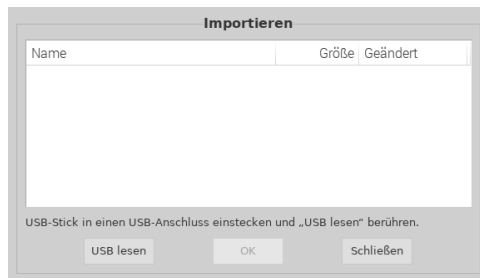 Importieren
Name Größe Geändert
USB-Stick in einen USB-Anschluss einstecken und „USB lesen“ berühren.
USB lesen OK Schließen